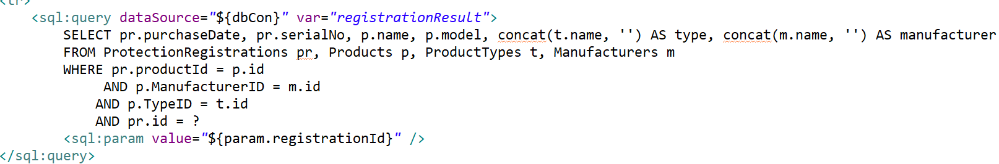 <tr>
<sql:query dataSource="${dbCon}" var="registrationResult">
SELECT pr.purchaseDate, pr.serialNo, p.name, p.model, concat(t.name, '') AS type, concat(m.name, '') AS manufacturer
FROM ProtectionRegistrations pr, Products p, ProductTypes t, Manufacturers m
WHERE pr.productId = p.id
AND p.ManufacturerID = m.id
AND p.TypeID = t.id
AND pr.id = ?
<sql:param value="${param.registrationId}" />
</sql:query>